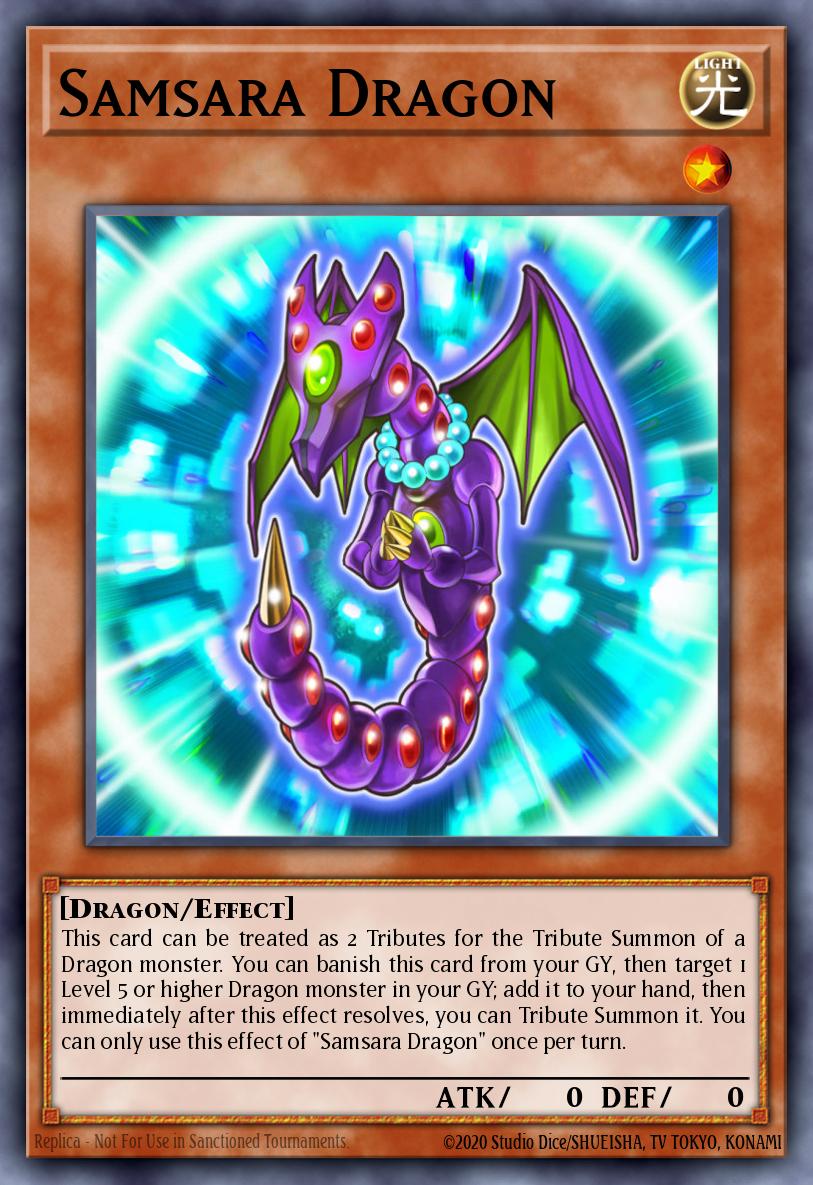 Samsara Dragon
LIGHT
光
[Dragon/Effect]
This card can be treated as 2 Tributes for the Tribute Summon of a
Dragon monster. You can banish this card from your GY, then target 1
Level 5 or higher Dragon monster in your GY; add it to your hand, then
immediately after this effect resolves, you can Tribute Summon it. You
can only use this effect of "Samsara Dragon" once per turn.
ATK/ 0 DEF/ 0
Replica - Not For Use in Sanctioned Tournaments. ©2020 Studio Dice/SHUEISHA, TV TOKYO, KONAMI